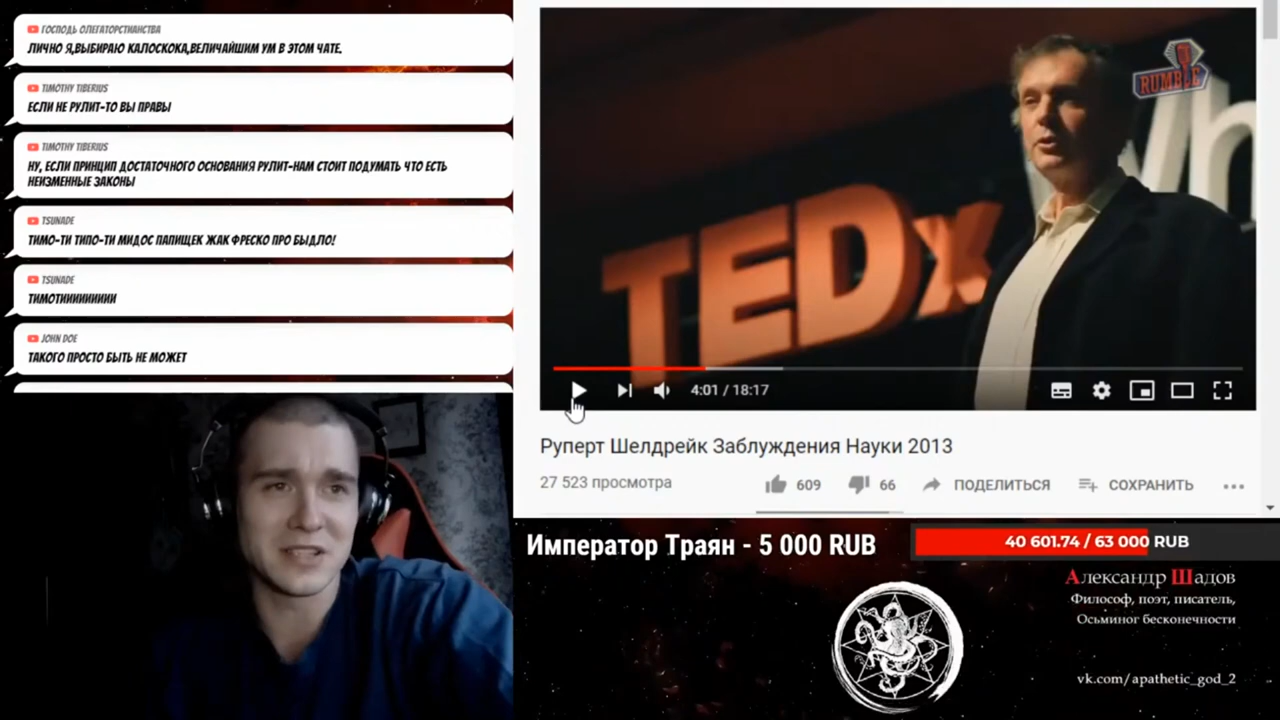 ГОСПОДЬ ОЛЕГАТОРСТИАНСТВА
ЛИЧНО Я,ВЫБИРАЮ КАЛОСКОКА,ВЕЛИЧАЙШИМ УМ В ЭТОМ ЧАТЕ.
TIMOTHY TIBERIUS
ЕСЛИ НЕ РУЛИТ-ТО ВЫ ПРАВЫ
TIMOTHY TIBERIUS
НУ, ЕСЛИ ПРИНЦИП ДОСТАТОЧНОГО ОСНОВАНИЯ РУЛИТ-НАМ СТОИТ ПОДУМАТЬ ЧТО ЕСТЬ
НЕИЗМЕННЫЕ ЗАКОНЫ
TSUNADE
ТИМО-ТИ ТИПО-ТИ МИДОС ПАПИЩЕК ЖАК ФРЕСКО ПРО БЫДЛО!
TSUNADE
ТИМОТИИИИИИИИИ
JOHN DOE
ТАКОГО ПРОСТО БЫТЬ НЕ МОЖЕТ
RUMBLE
TEDx
Wh
4:01 / 18:17
Руперт Шелдрейк Заблуждения Науки 2013
27 523 просмотра
609
66
ПОДЕЛИТЬСЯ
СОХРАНИТЬ
Император Траян - 5 000 RUB
40 601.74 / 63 000 RUB
Александр Шадов
Философ, поэт, писатель,
Осьминог бесконечности
vk.com/apathetic_god_2